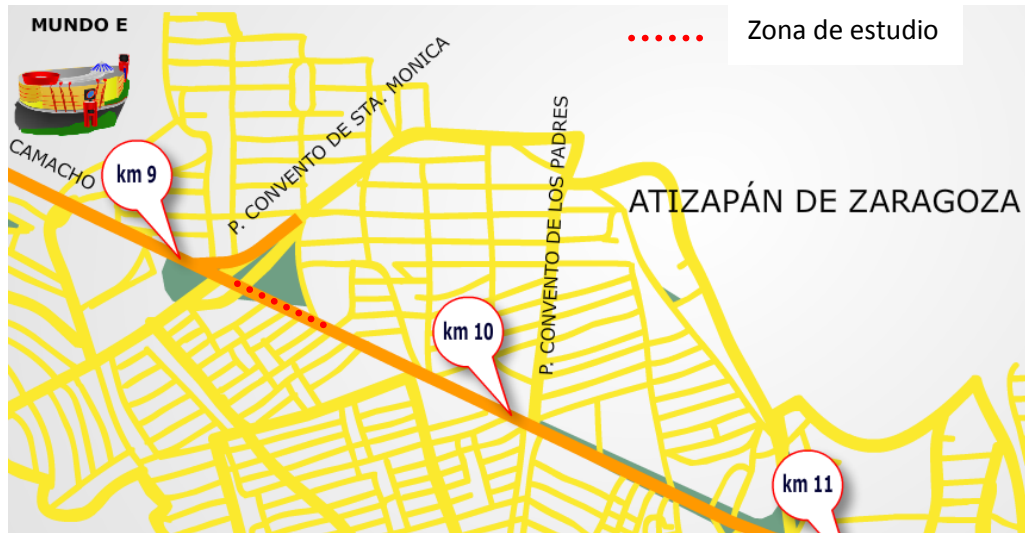 MUNDO E
Zona de estudio
CAMACHO
km 9
P. CONVENTO DE STA. MONICA
P. CONVENTO DE LOS PADRES
ATIZAPÁN DE ZARAGOZA
km 10
km 11